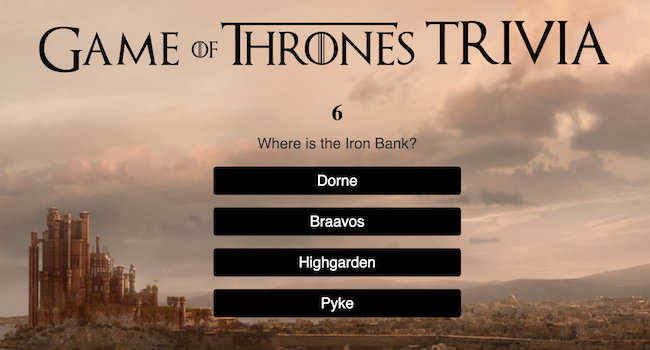 GAME OF THRONES TRIVIA
6
Where is the Iron Bank?
Dorne
Braavos
Highgarden
Pyke